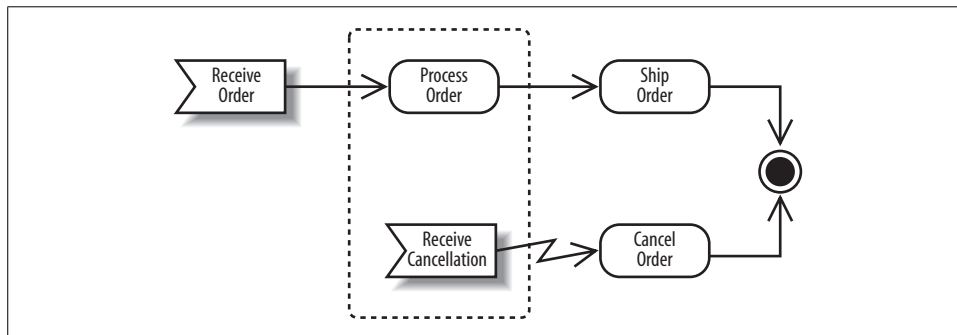 Receive
Order
Process
Order
Ship
Order
Receive
Cancellation
Cancel
Order